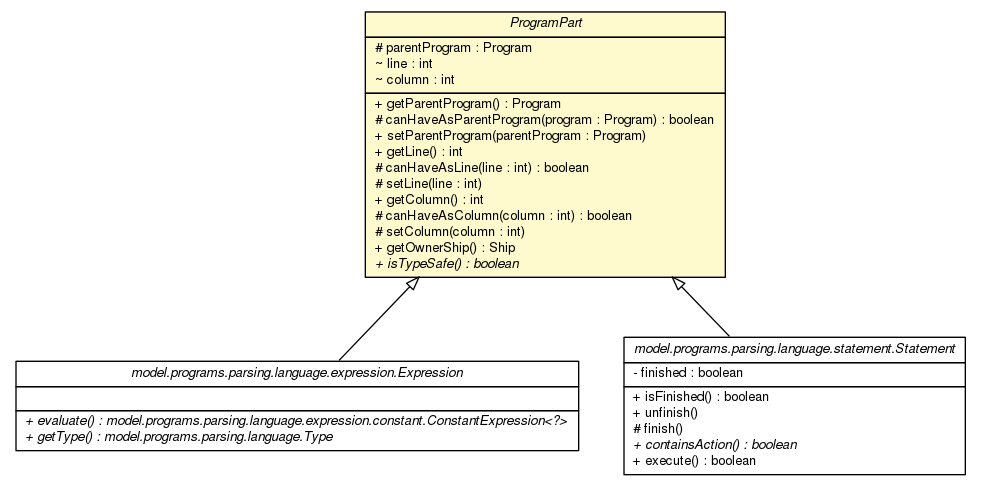 ProgramPart
# parentProgram : Program
~ line : int
~ column : int
+ getParentProgram() : Program
# canHaveAsParentProgram(program : Program) : boolean
+ setParentProgram(parentProgram : Program)
+ getLine() : int
# canHaveAsLine(line : int) : boolean
# setLine(line : int)
+ getColumn() : int
# canHaveAsColumn(column : int) : boolean
# setColumn(column : int)
+ getOwnerShip() : Ship
+ isTypeSafe() : boolean
model.programs.parsing.language.expression.Expression
+ evaluate() : model.programs.parsing.language.expression.constant.ConstantExpression<?>
+ getType() : model.programs.parsing.language.Type
model.programs.parsing.language.statement.Statement
- finished : boolean
+ isFinished() : boolean
+ unfinish()
# finish()
+ containsAction() : boolean
+ execute() : boolean